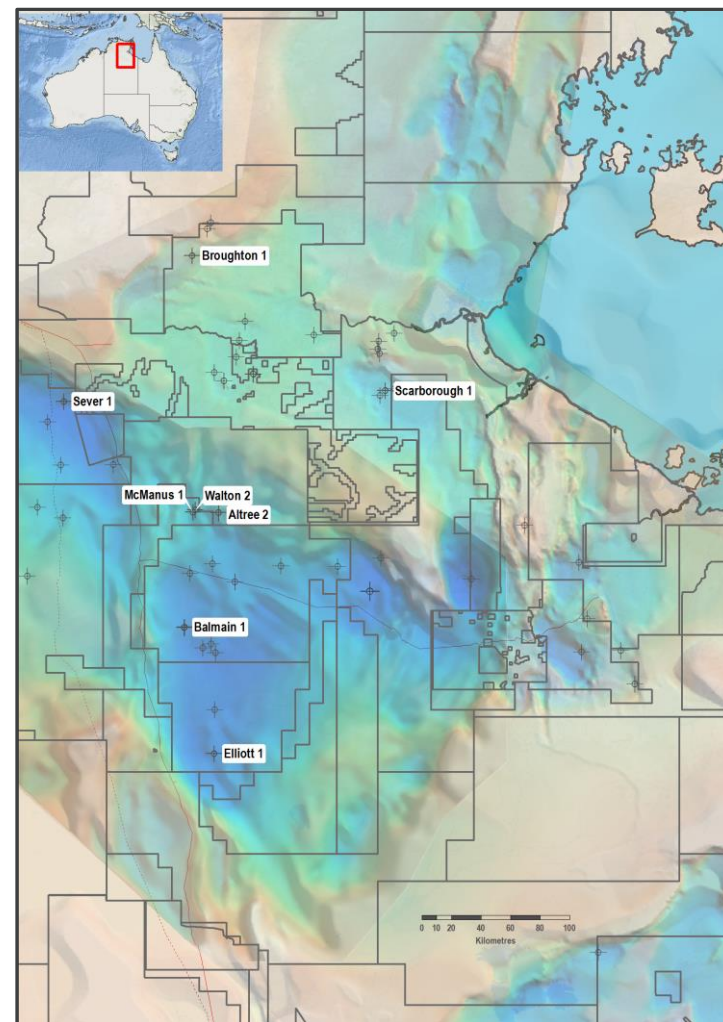 Broughton 1
Scarborough 1
Sever 1
McManus 1
Walton 2
Altree 2
Balmain 1
Elliott 1
0 10 20 40 60 80 100
Kilometres